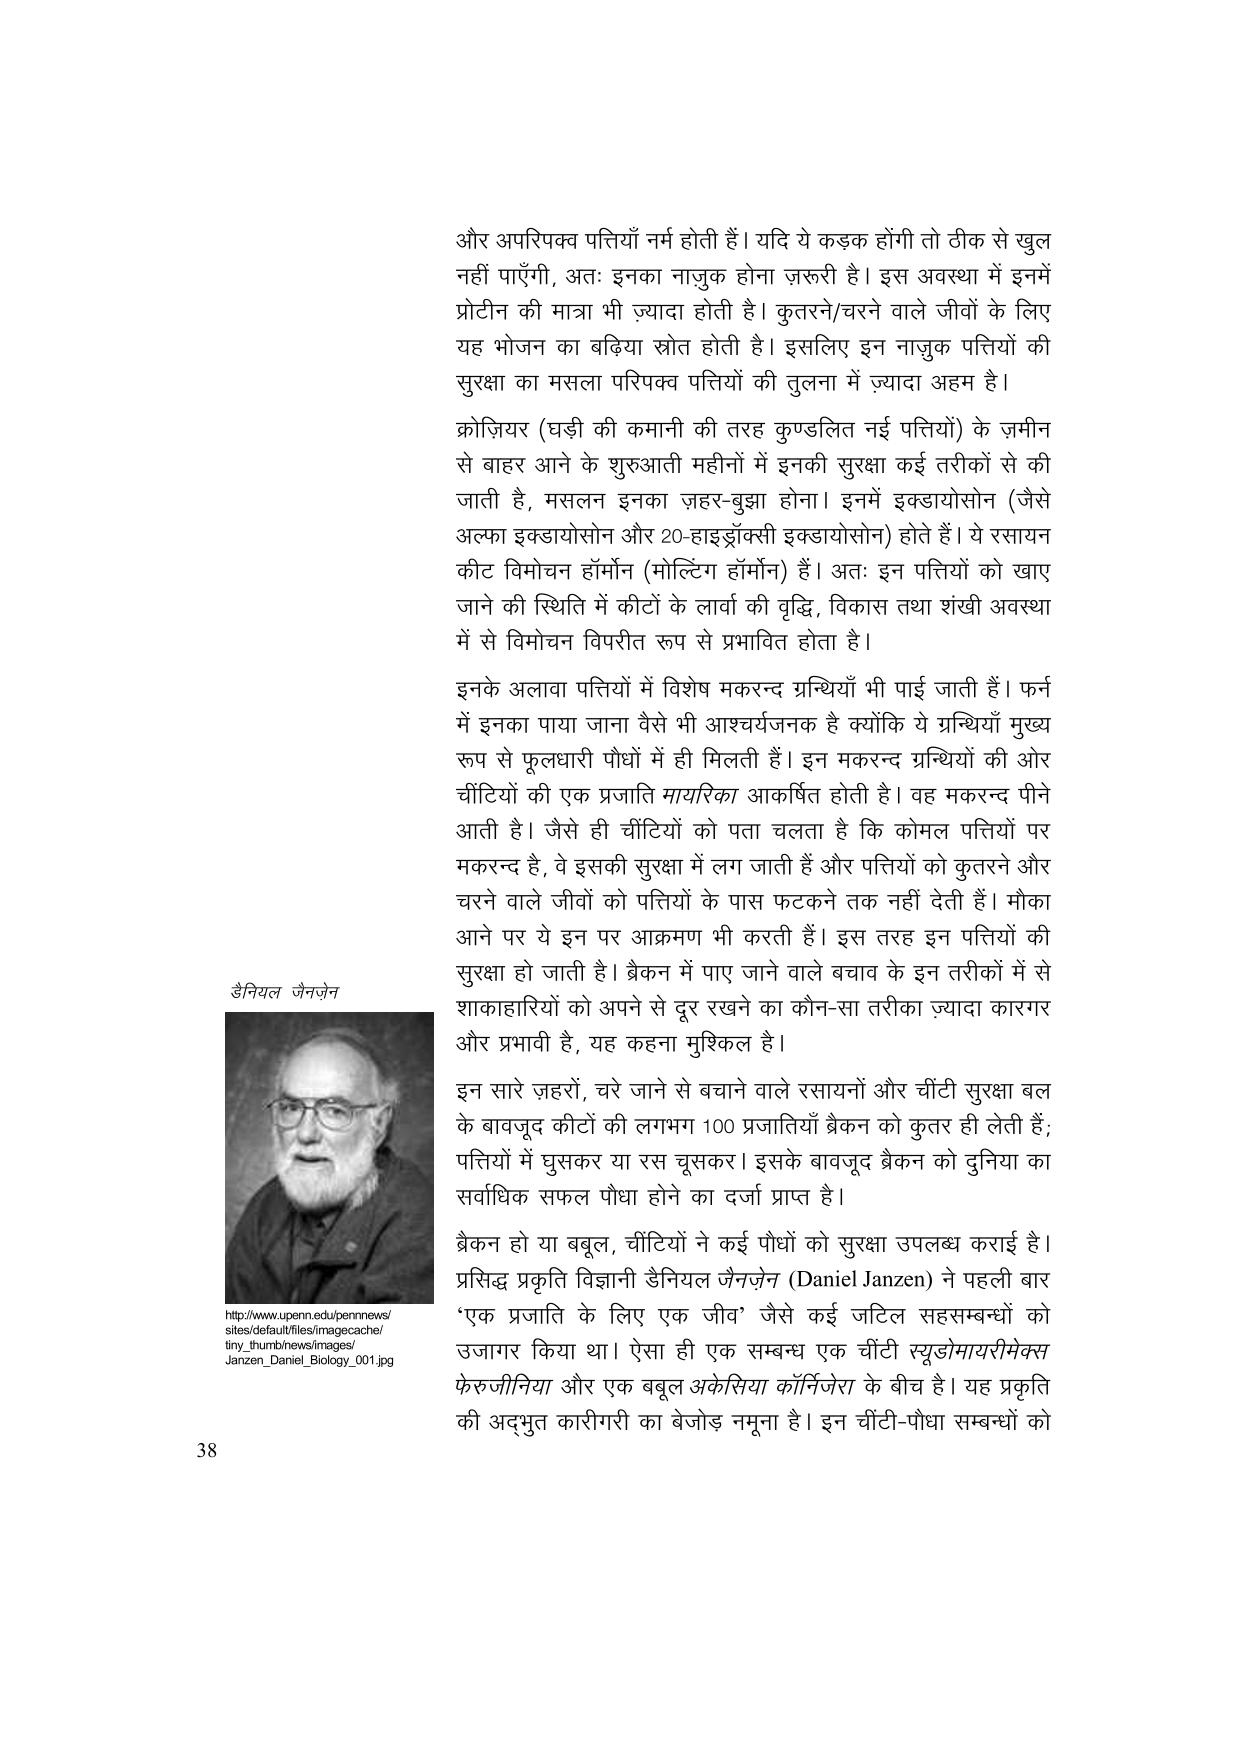 और अपरिपक्व पत्तियाँ नर्म होती हैं। यदि ये कड़क होंगी तो ठीक से खुल
नहीं पाएँगी, अतः इनका नाज़ुक होना ज़रूरी है। इस अवस्था में इनमें
प्रोटीन की मात्रा भी ज़्यादा होती है। कुतरने/चरने वाले जीवों के लिए
यह भोजन का बढ़िया स्रोत होती है। इसलिए इन नाज़ुक पत्तियों की
सुरक्षा का मसला परिपक्व पत्तियों की तुलना में ज़्यादा अहम है।
क्रोज़ियर (घड़ी की कमानी की तरह कुण्डलित नई पत्तियों) के ज़मीन
से बाहर आने के शुरुआती महीनों में इनकी सुरक्षा कई तरीकों से की
जाती है, मसलन इनका ज़हर-बुझा होना। इनमें इक्डायोसोन (जैसे
अल्फा इक्डायोसोन और 20-हाइड्रॉक्सी इक्डायोसोन) होते हैं। ये रसायन
कीट विमोचन हॉर्मोन (मोल्टिंग हॉर्मोन) हैं। अतः इन पत्तियों को खाए
जाने की स्थिति में कीटों के लार्वा की वृद्धि, विकास तथा शंखी अवस्था
में से विमोचन विपरीत रूप से प्रभावित होता है।
इनके अलावा पत्तियों में विशेष मकरन्द ग्रन्थियाँ भी पाई जाती हैं। फर्न
में इनका पाया जाना वैसे भी आश्चर्यजनक है क्योंकि ये ग्रन्थियाँ मुख्य
रूप से फूलधारी पौधों में ही मिलती हैं। इन मकरन्द ग्रन्थियों की ओर
चींटियों की एक प्रजाति मायरिका आकर्षित होती है। वह मकरन्द पीने
आती है। जैसे ही चींटियों को पता चलता है कि कोमल पत्तियों पर
मकरन्द है, वे इसकी सुरक्षा में लग जाती हैं और पत्तियों को कुतरने और
चरने वाले जीवों को पत्तियों के पास फटकने तक नहीं देती हैं। मौका
आने पर ये इन पर आक्रमण भी करती हैं। इस तरह इन पत्तियों की
सुरक्षा हो जाती है। ब्रैकन में पाए जाने वाले बचाव के इन तरीकों में से
शाकाहारियों को अपने से दूर रखने का कौन-सा तरीका ज़्यादा कारगर
और प्रभावी है, यह कहना मुश्किल है।
इन सारे ज़हरों, चरे जाने से बचाने वाले रसायनों और चींटी सुरक्षा बल
के बावजूद कीटों की लगभग 100 प्रजातियाँ ब्रैकन को कुतर ही लेती हैं;
पत्तियों में घुसकर या रस चूसकर। इसके बावजूद ब्रैकन को दुनिया का
सर्वाधिक सफल पौधा होने का दर्जा प्राप्त है।
ब्रैकन हो या बबूल, चींटियों ने कई पौधों को सुरक्षा उपलब्ध कराई है।
प्रसिद्ध प्रकृति विज्ञानी डैनियल जैनज़ेन (Daniel Janzen) ने पहली बार
‘एक प्रजाति के लिए एक जीव’ जैसे कई जटिल सहसम्बन्धों को
उजागर किया था। ऐसा ही एक सम्बन्ध एक चींटी स्यूडोमायरीमेक्स
फेरुजीनिया और एक बबूल अकेसिया कॉर्निजेरा के बीच है। यह प्रकृति
की अद्भुत कारीगरी का बेजोड़ नमूना है। इन चींटी-पौधा सम्बन्धों को
डैनियल जैनज़ेन
http://www.upenn.edu/pennnews/
sites/default/files/imagecache/
tiny_thumb/news/images/
Janzen_Daniel_Biology_001.jpg
38